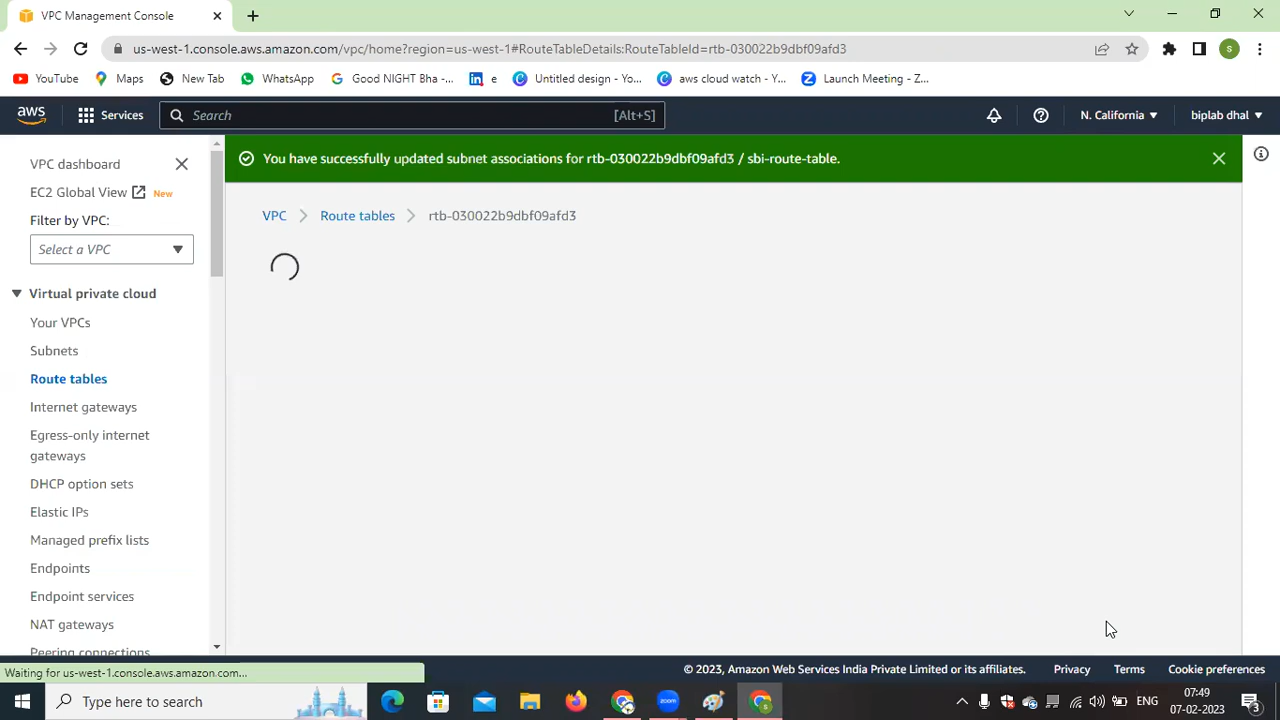 VPC Management Console
us-west-1.console.aws.amazon.com/vpc/home?region=us-west-1#RouteTableDetails:RouteTableId=rtb-030022b9dbf09afd3
YouTube Maps New Tab WhatsApp Good NIGHT Bha -... e Untitled design - Yo... aws cloud watch - Y... Launch Meeting - Z...
aws Services Search [Alt+S] N. California biplab dhal
VPC dashboard
EC2 Global View New
Filter by VPC:
Select a VPC
Virtual private cloud
Your VPCs
Subnets
Route tables
Internet gateways
Egress-only internet
gateways
DHCP option sets
Elastic IPs
Managed prefix lists
Endpoints
Endpoint services
NAT gateways
Peering connections
You have successfully updated subnet associations for rtb-030022b9dbf09afd3 / sbi-route-table.
VPC Route tables rtb-030022b9dbf09afd3
Waiting for us-west-1.console.aws.amazon.com...
© 2023, Amazon Web Services India Private Limited or its affiliates. Privacy Terms Cookie preferences
Type here to search
zoom
ENG
07:49
07-02-2023
3